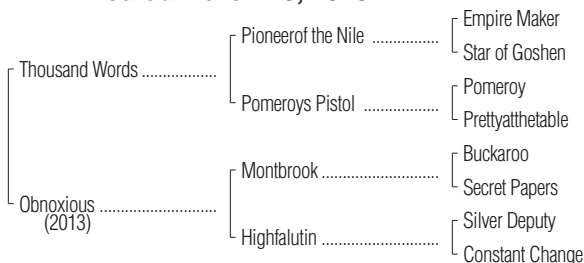 Empire Maker
Pioneerof the Nile ..................
Star of Goshen
Thousand Words ....................
Pomeroy
Pomeroys Pistol ....................
Prettyatthetable
Buckaroo
Montbrook ................................
Secret Papers
Obnoxious ...............................
(2013)
Silver Deputy
Highfalutin ................................
Constant Change